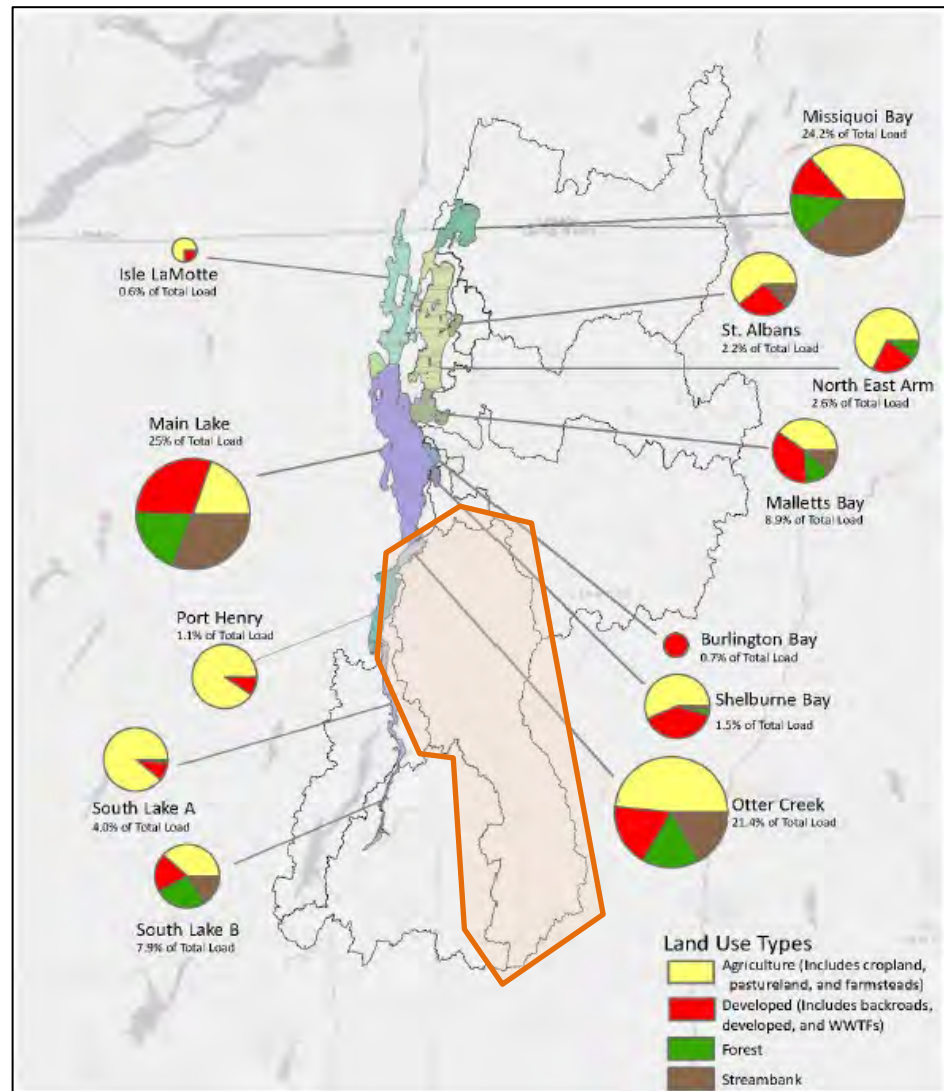 Missiquoi Bay
24.2% of Total Load
Isle LaMotte
0.6% of Total Load
St. Albans
2.2% of Total Load
North East Arm
2.6% of Total Load
Main Lake
25% of Total Load
Malletts Bay
8.9% of Total Load
Port Henry
1.1% of Total Load
Burlington Bay
0.7% of Total Load
Shelburne Bay
1.5% of Total Load
South Lake A
4.0% of Total Load
Otter Creek
21.4% of Total Load
South Lake B
7.9% of Total Load
Land Use Types
Agriculture (Includes cropland,
pastureland, and farmsteads)
Developed (Includes backroads,
developed, and WWTFs)
Forest
Streambank